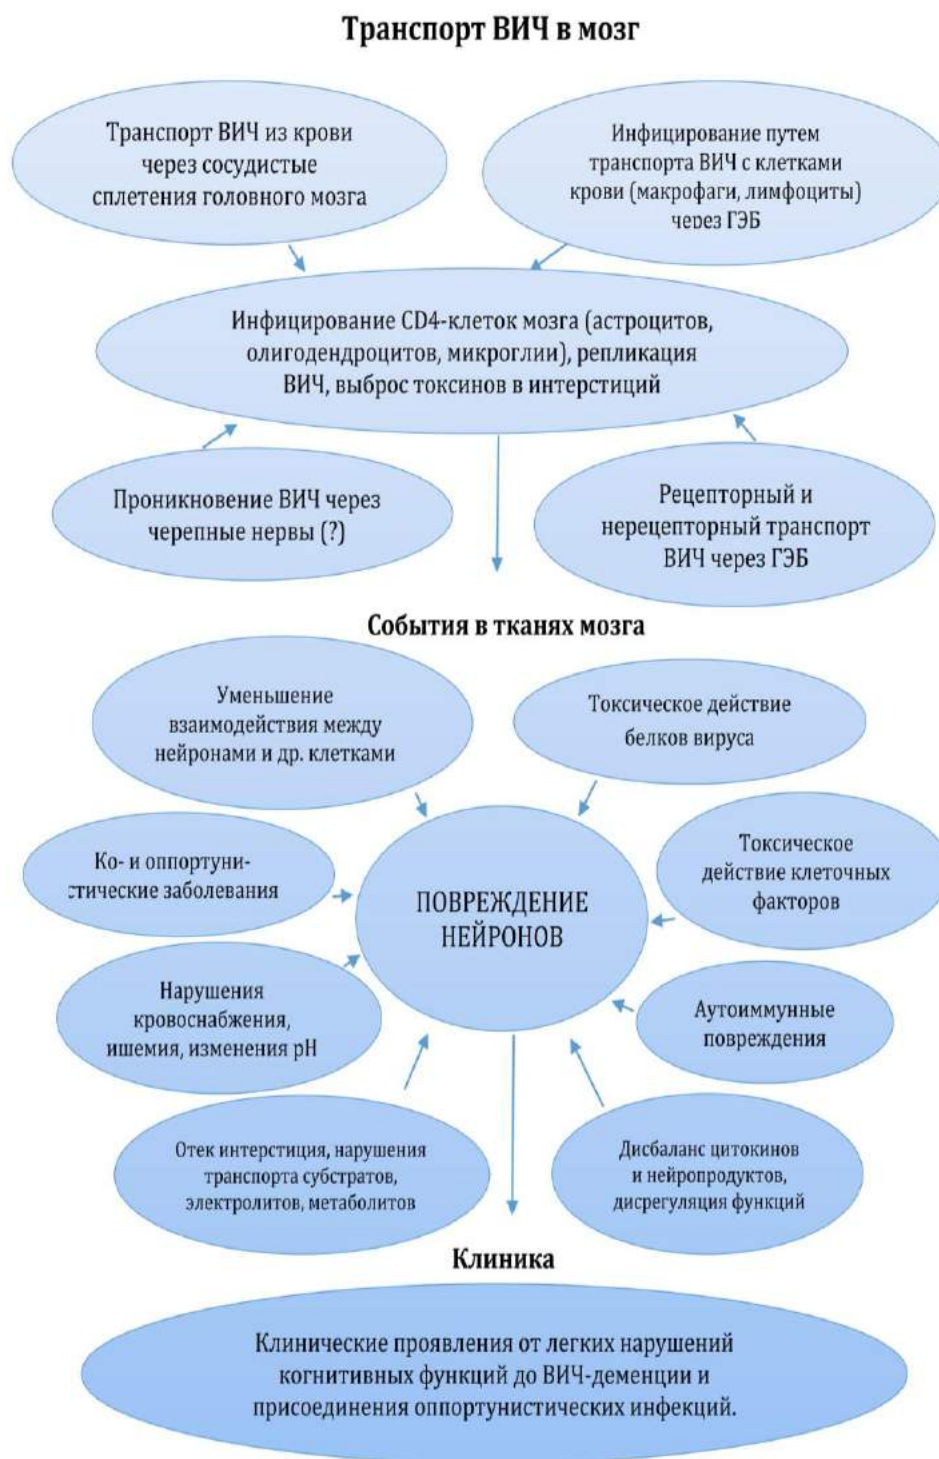 Транспорт ВИЧ в мозг
Транспорт ВИЧ из крови
через сосудистые
сплетения головного мозга
Инфицирование путем
транспорта ВИЧ с клетками
крови (макрофаги, лимфоциты)
через ГЭБ
Инфицирование CD4-клеток мозга (астроцитов,
олигодендроцитов, микроглии), репликация
ВИЧ, выброс токсинов в интерстиций
Проникновение ВИЧ через
черепные нервы (?)
Рецепторный и
нерецепторный транспорт
ВИЧ через ГЭБ
События в тканях мозга
Уменьшение
взаимодействия между
нейронами и др. клетками
Токсическое действие
белков вируса
Ко- и оппортуни-
стические заболевания
ПОВРЕЖДЕНИЕ
НЕЙРОНОВ
Токсическое
действие клеточных
факторов
Нарушения
кровоснабжения,
ишемия, изменения pH
Аутоиммунные
повреждения
Отек интерстиция, нарушения
транспорта субстратов,
электролитов, метаболитов
Дисбаланс цитокинов
и нейропродуктов,
дисрегуляция функций
Клиника
Клинические проявления от легких нарушений
когнитивных функций до ВИЧ-деменции и
присоединения оппортунистических инфекций.